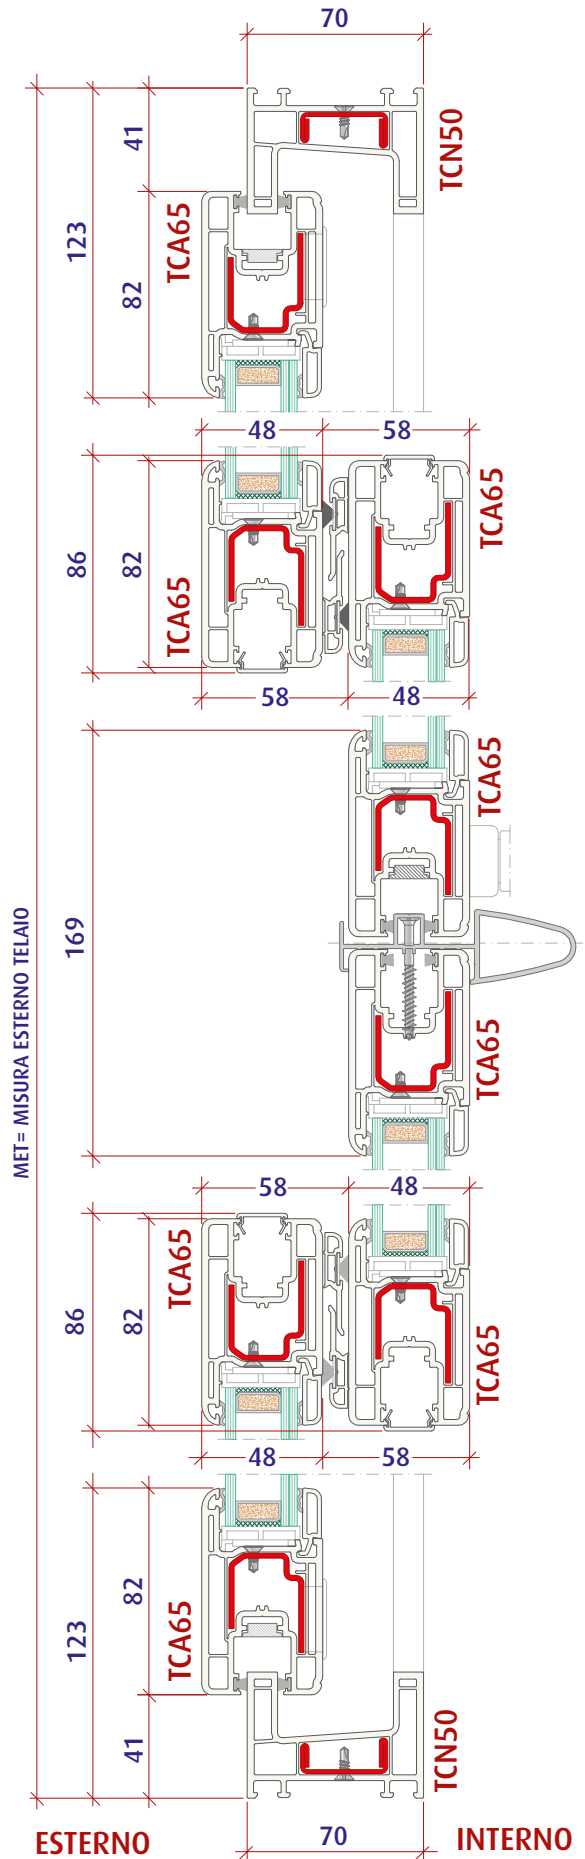 70
41
TCN50
123
TCA65
82
48
58
TCA65
86
82
TCA65
58
48
TCA65
169
MET= MISURA ESTERNO TELAIO
TCA65
58
48
TCA65
86
82
TCA65
48
58
82
123
TCA65
41
TCN50
ESTERNO
70
INTERNO